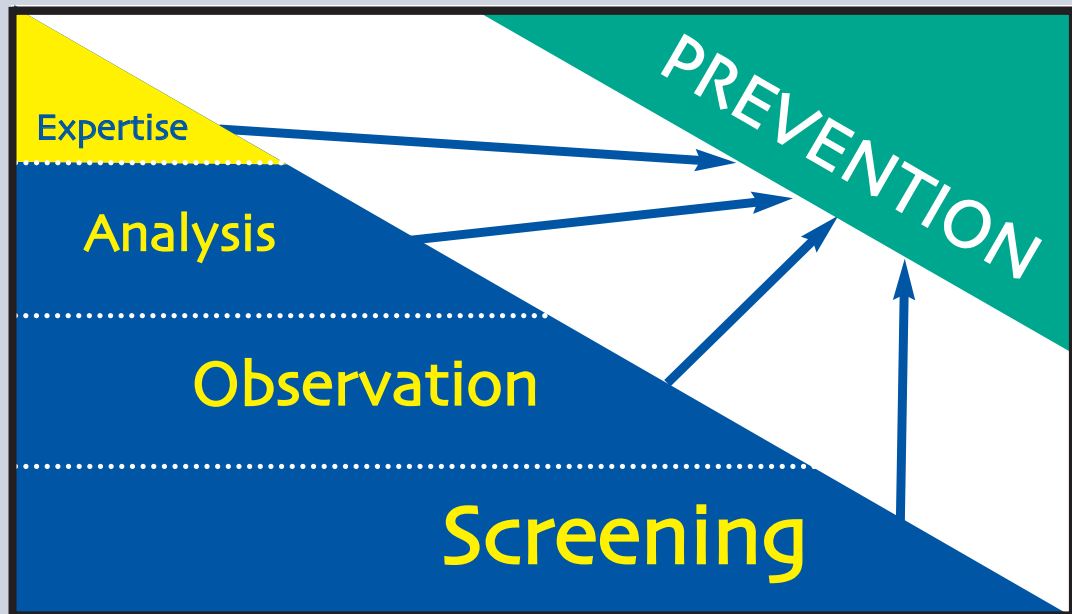 PREVENTION
Expertise
Analysis
Observation
Screening